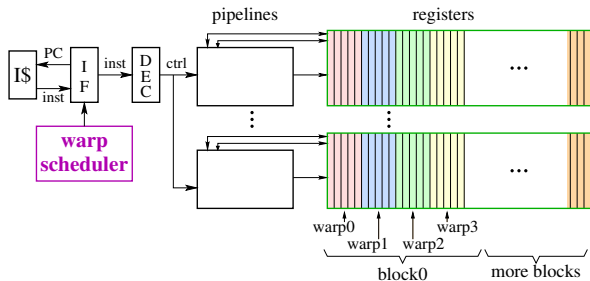 pipelines
registers
I$
PC
inst
I
F
inst
D
E
C
ctrl
...
...
warp
scheduler
...
...
warp0
warp1
warp2
warp3
block0
more blocks